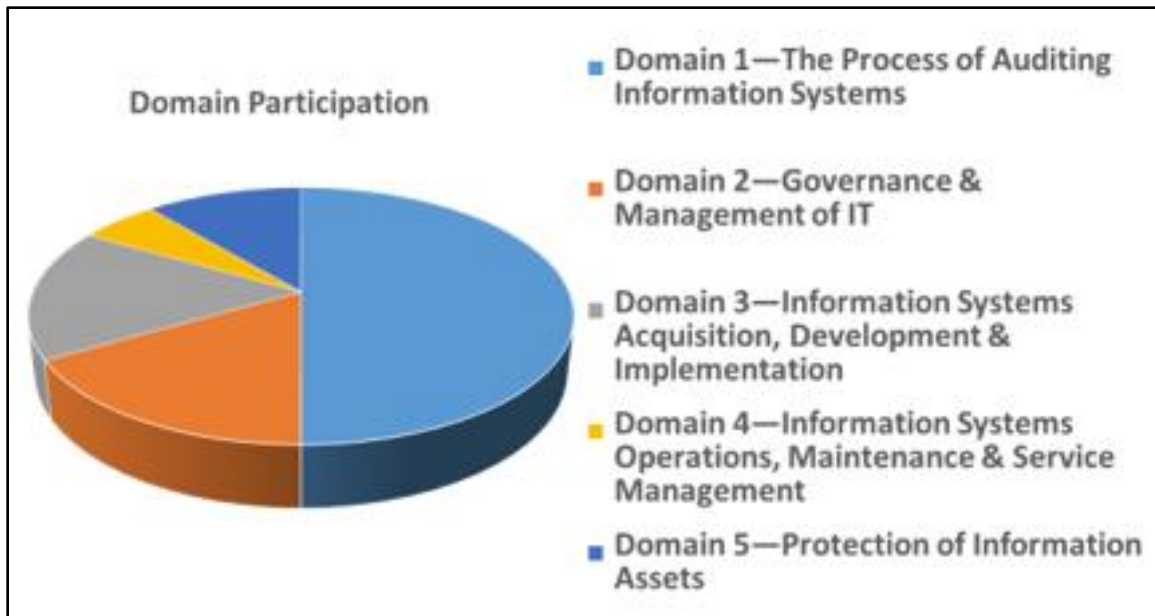 Domain Participation
Domain 1—The Process of Auditing
Information Systems
Domain 2—Governance &
Management of IT
Domain 3—Information Systems
Acquisition, Development &
Implementation
Domain 4—Information Systems
Operations, Maintenance & Service
Management
Domain 5—Protection of Information
Assets